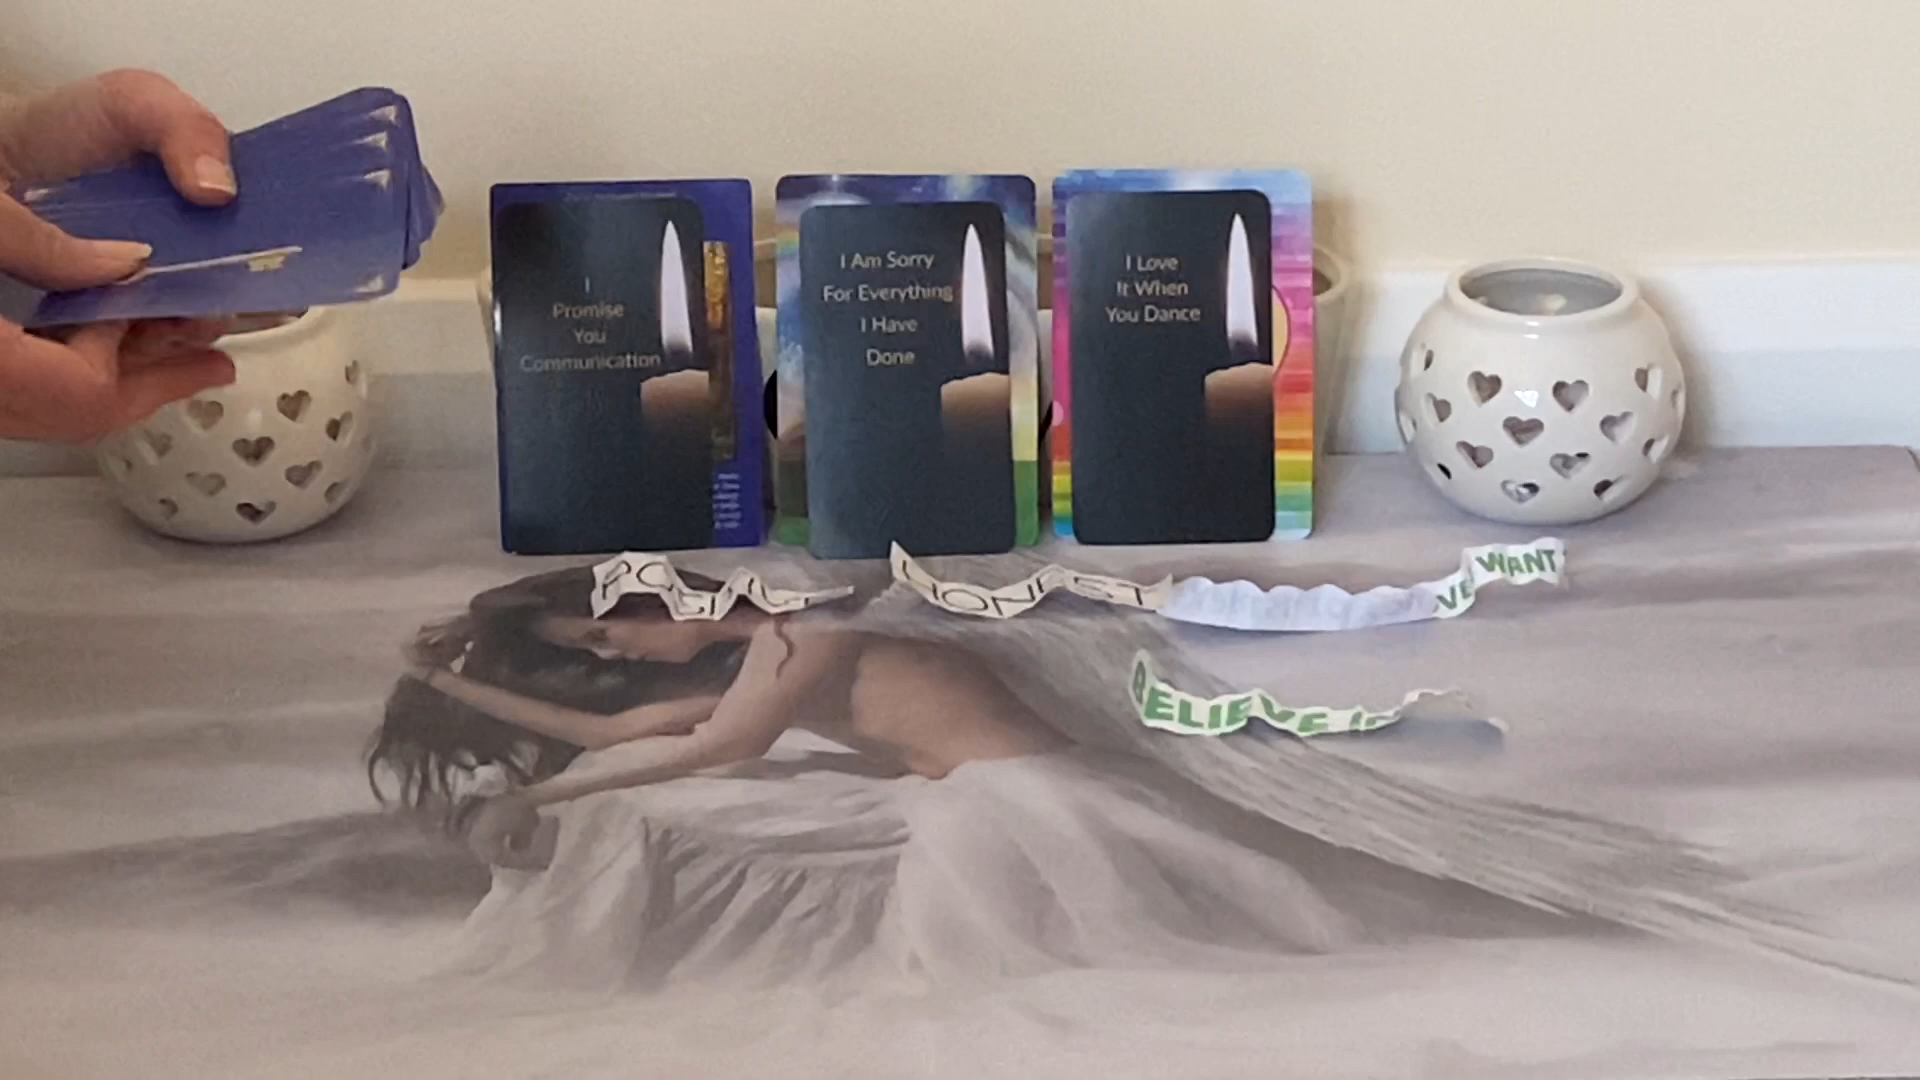 I
Promise
You
Communication
I Am Sorry
For Everything
I Have
Done
I Love
It When
You Dance
HONEST
WANT
BELIEVE